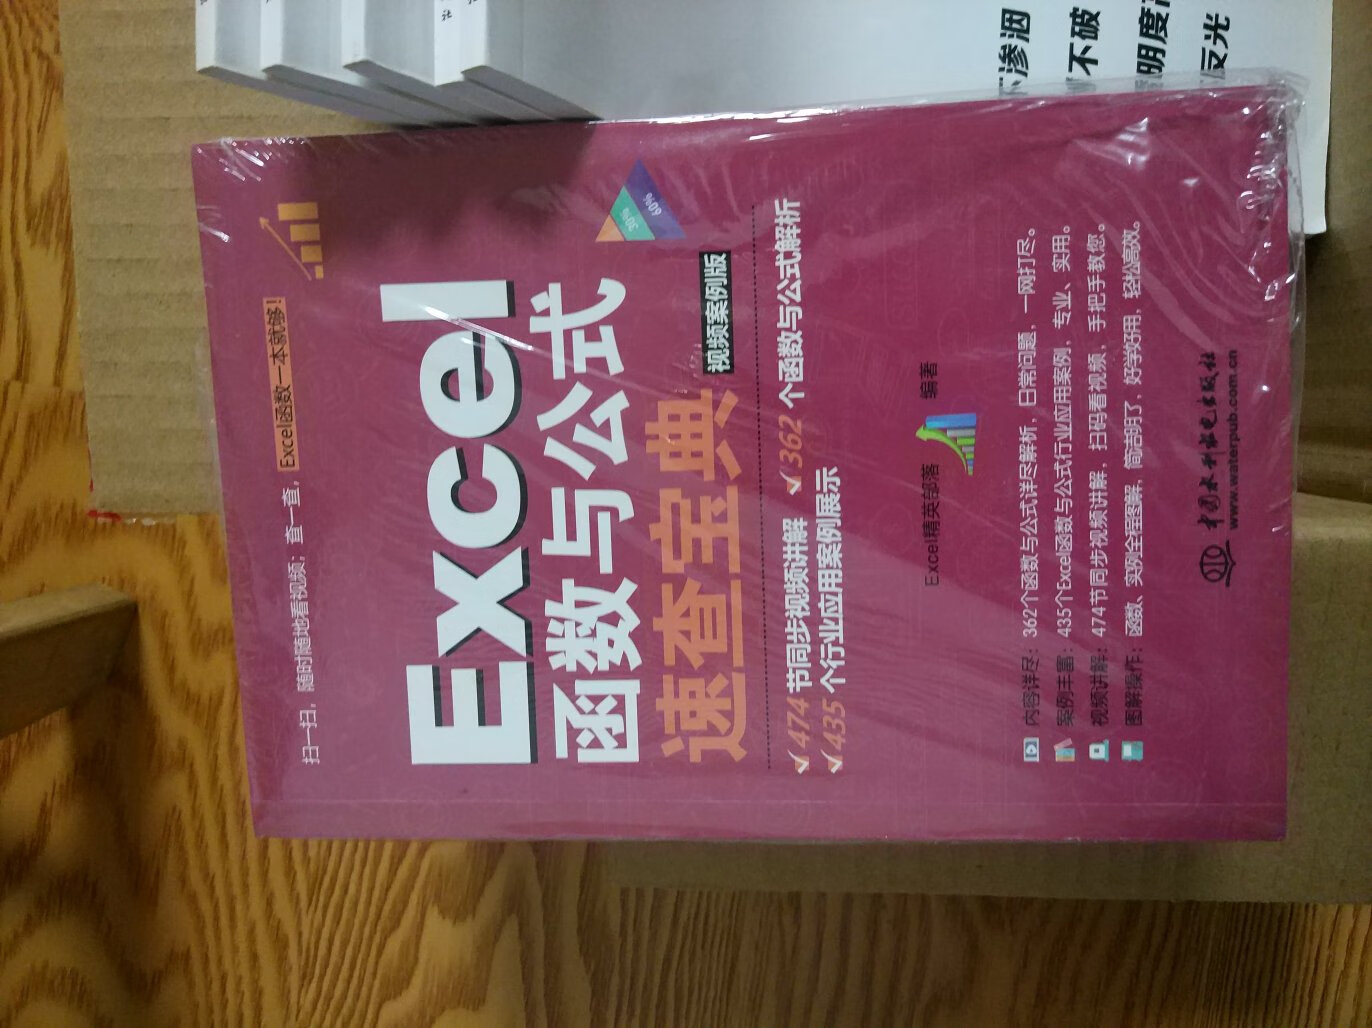 扫一扫，随时随地看视频；查一查，Excel函数一本就够！
Excel
函数与公式
速查宝典
视频案例版
30%
60%
474节同步视频讲解
362个函数与公式解析
435个行业应用案例展示
Excel精英部落 编著
内容详尽：362个函数与公式详尽解析，日常问题，一网打尽。
案例丰富：435个Excel函数与公式行业应用案例，专业、实用。
视频讲解：474节同步视频讲解，扫码看视频，手把手教您。
图解操作：函数、实例全程图解，简洁明了，好学好用，轻松高效。
中国水利水电出版社
www.waterpub.com.cn
渗洇
不破
明度
反光
社